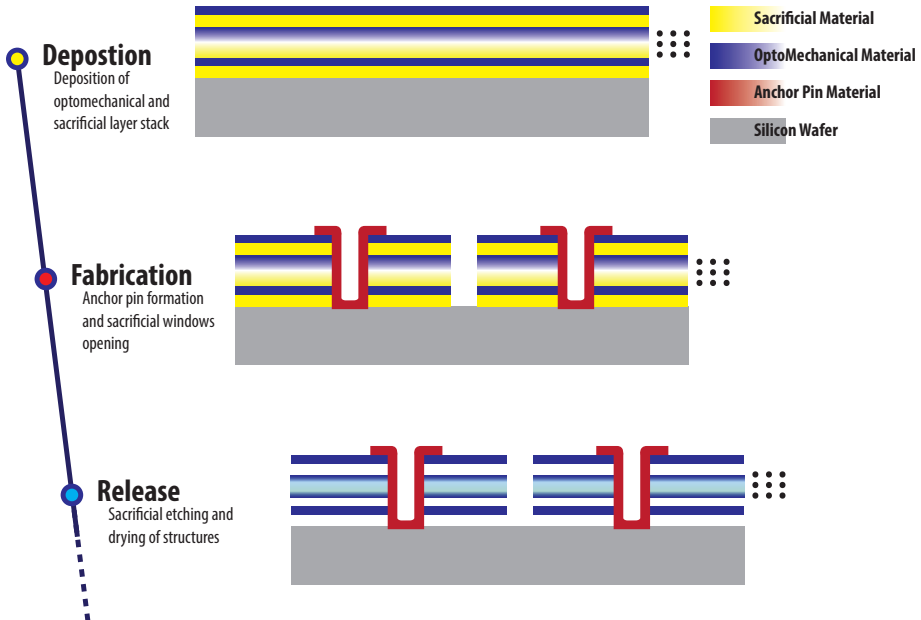 Depostion
Deposition of
optomechanical and
sacrificial layer stack
Sacrificial Material
OptoMechanical Material
Anchor Pin Material
Silicon Wafer
Fabrication
Anchor pin formation
and sacrificial windows
opening
Release
Sacrificial etching and
drying of structures